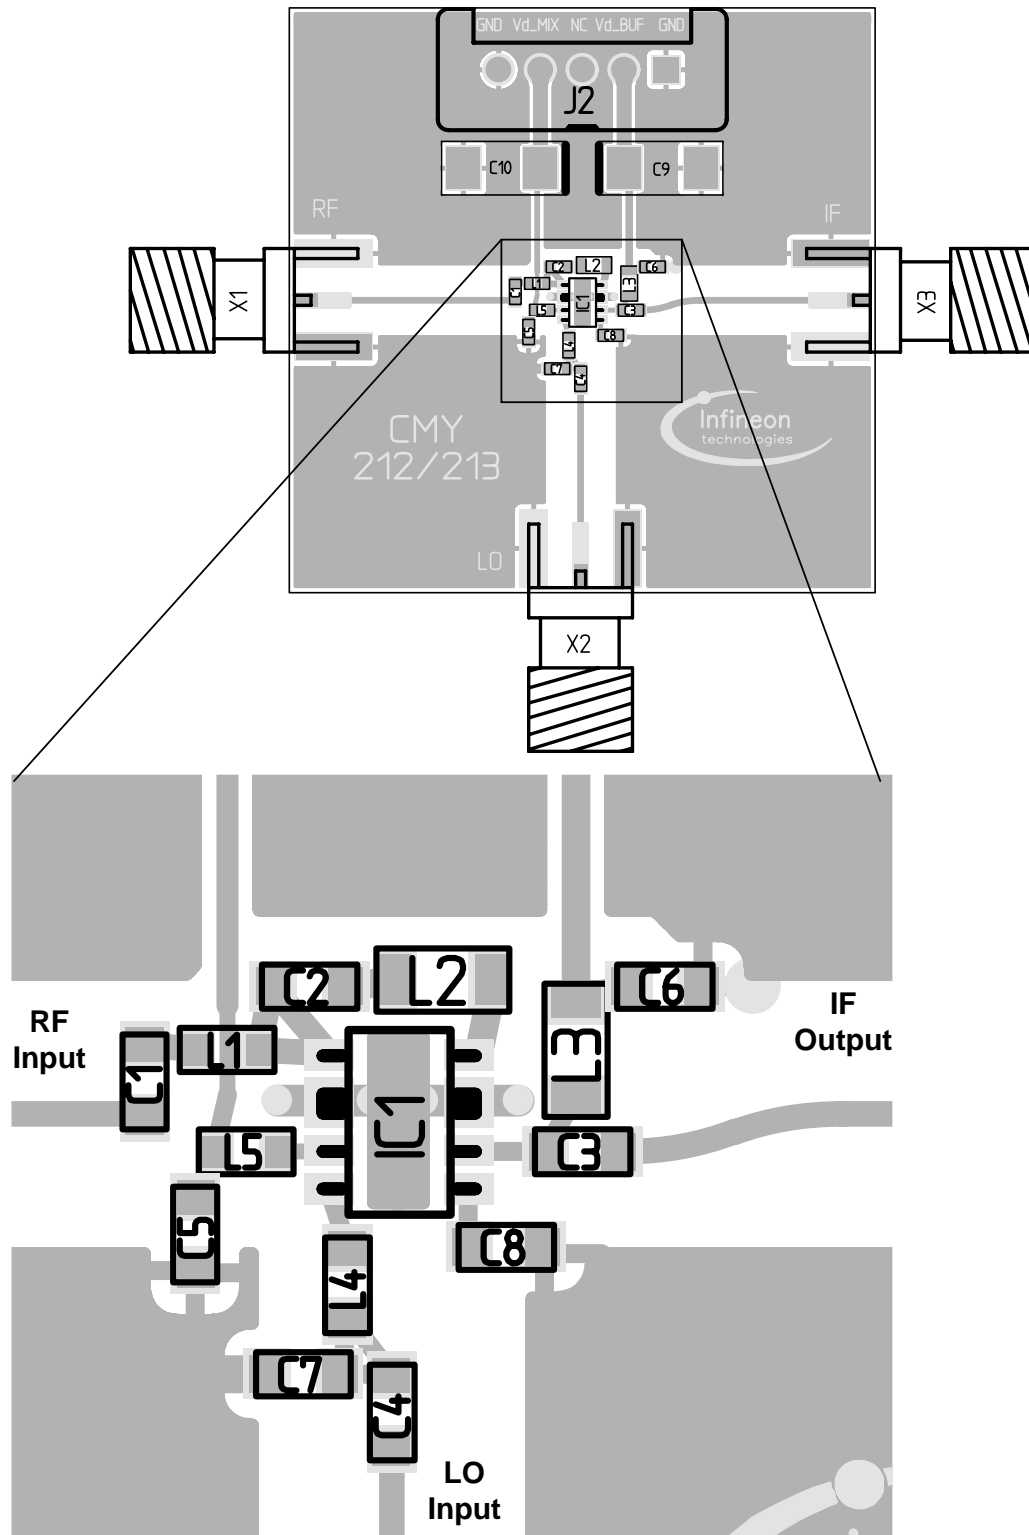 GND Vd_MIX NC Vd_BUF GND
J2
C10
C9
RF
IF
C2
L2
C6
C1
L1
L3
X1
X3
L5
IC1
C3
C5
L4
C8
C7
C4
CMY
212/213
Infineon
technologies
LO
X2
C2
L2
C6
RF
Input
IF
Output
L1
C1
L3
IC1
L5
C3
C5
C8
L4
C7
C4
LO
Input